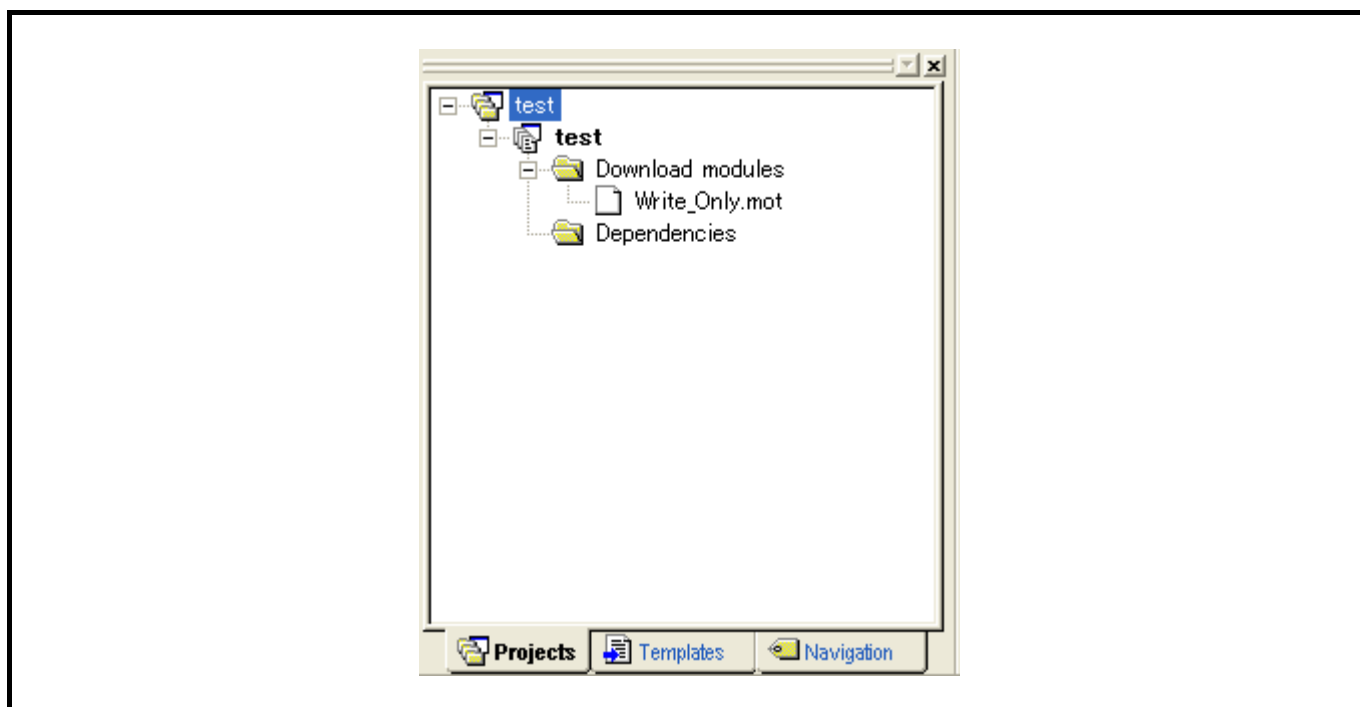 test
test
Download modules
Write_Only.mot
Dependencies
Projects Templates Navigation